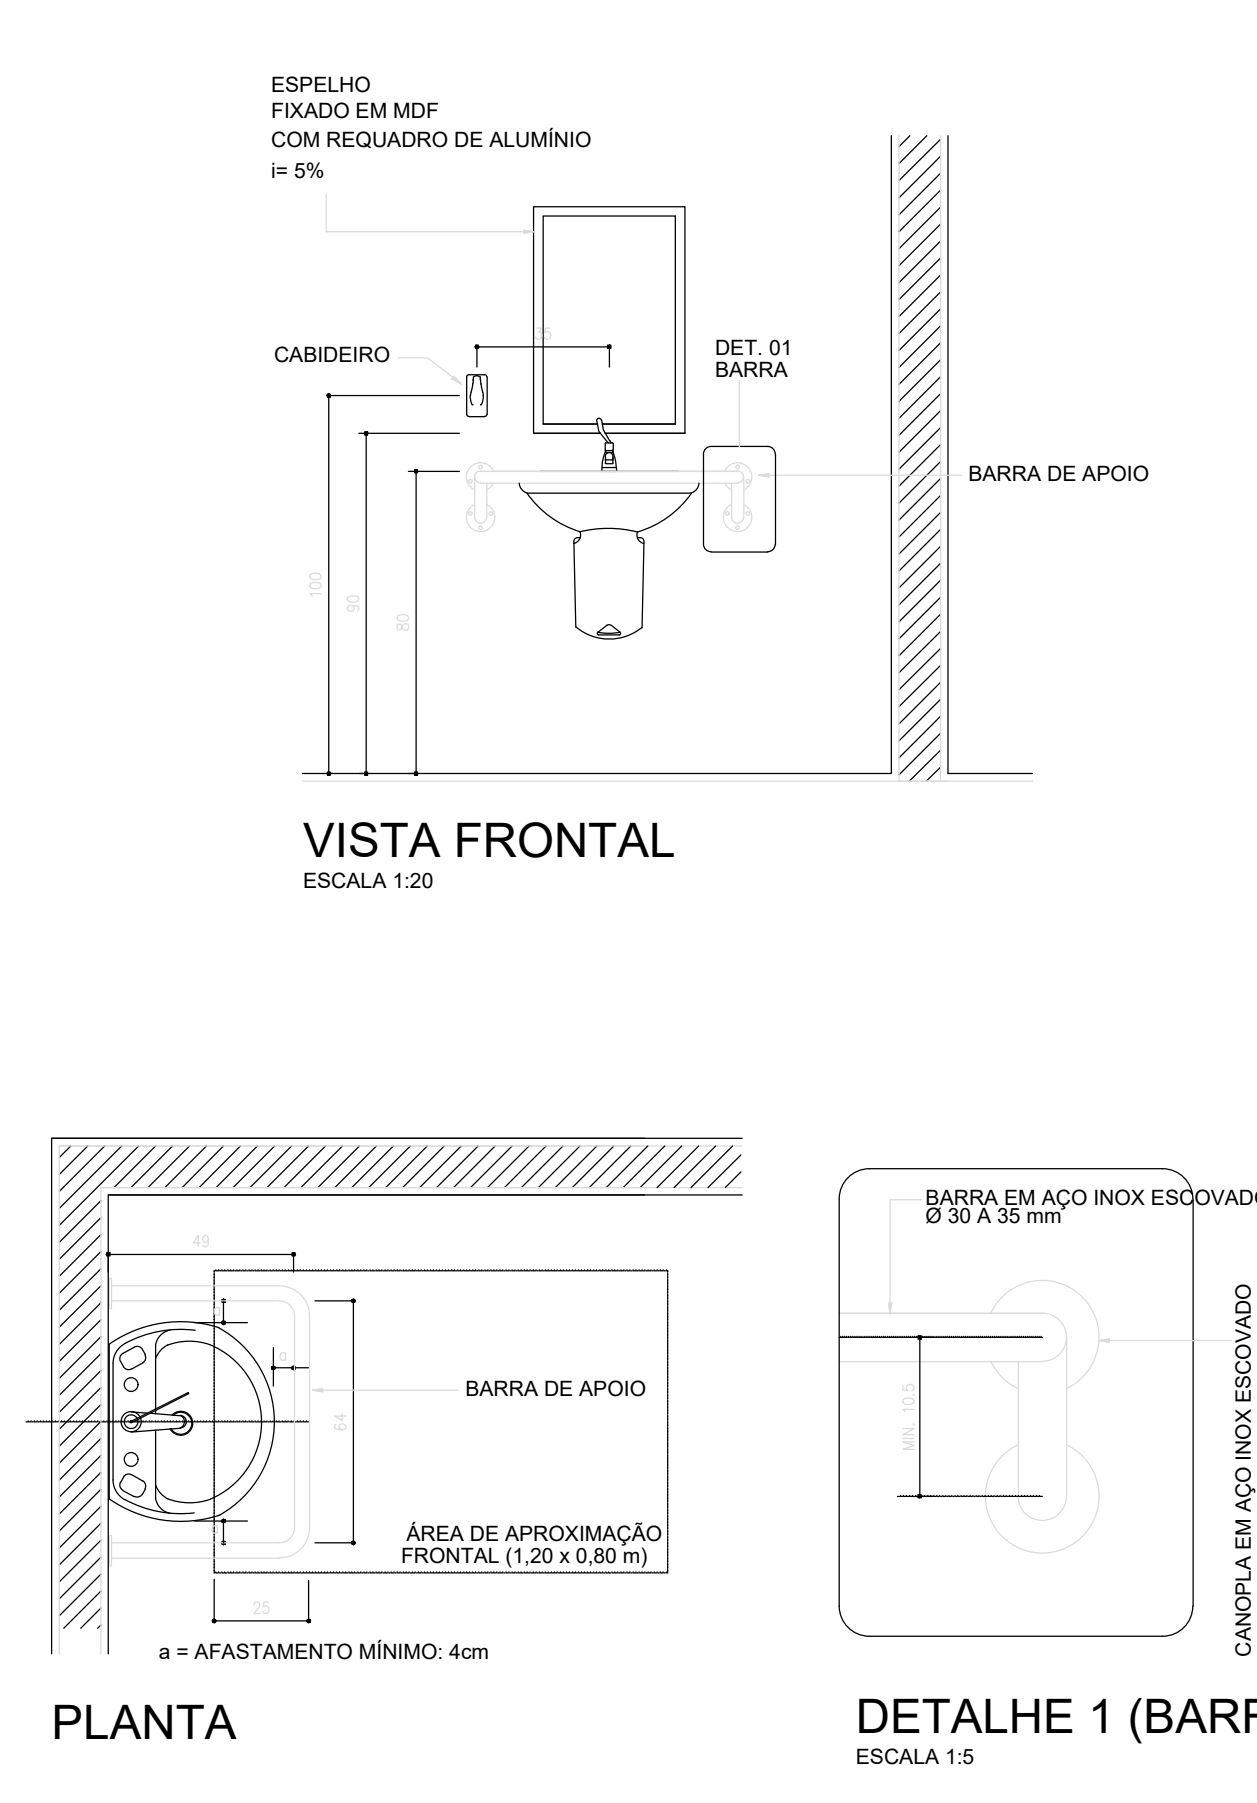 ESPELHO
FIXADO EM MDF
COM REQUADRO DE ALUMÍNIO
i= 5%
35
CABIDEIRO
DET. 01
BARRA
BARRA DE APOIO
100
90
80
VISTA FRONTAL
ESCALA 1:20
49
a
a
BARRA DE APOIO
64
ÁREA DE APROXIMAÇÃO
FRONTAL (1,20 x 0,80 m)
25
a = AFASTAMENTO MÍNIMO: 4cm
PLANTA
BARRA EM AÇO INOX ESCOVADO
Ø 30 A 35 mm
MIN. 10.5
CANOPLA EM AÇO INOX ESCOVADO
DETALHE 1 (BARR
ESCALA 1:5